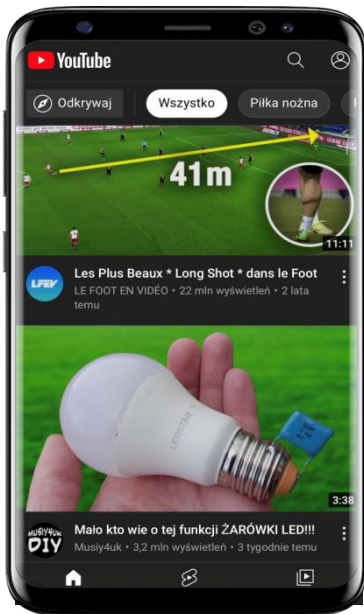 YouTube
Odkrywaj
Wszystko
Piłka nożna
41m
11:11
LFEV
Les Plus Beaux * Long Shot * dans le Foot
LE FOOT EN VIDÉO • 22 mln wyświetleń • 2 lata
temu
LEDSTAR
3:38
MUSIY4UK
DIY
Mało kto wie o tej funkcji ŻARÓWKI LED!!!
Musiy4uk • 3,2 mln wyświetleń • 3 tygodnie temu